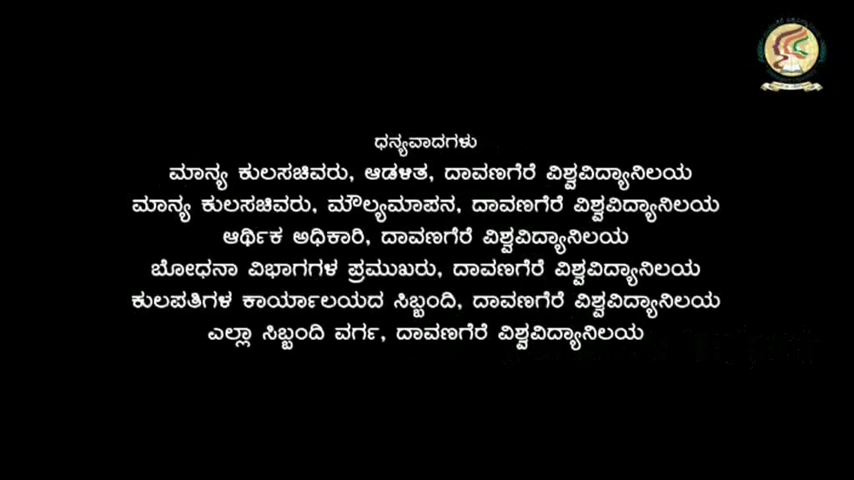 ಧನ್ಯವಾದಗಳು
ಮಾನ್ಯ ಕುಲಸಚಿವರು, ಆಡಳಿತ, ದಾವಣಗೆರೆ ವಿಶ್ವವಿದ್ಯಾನಿಲಯ
ಮಾನ್ಯ ಕುಲಸಚಿವರು, ಮೌಲ್ಯಮಾಪನ, ದಾವಣಗೆರೆ ವಿಶ್ವವಿದ್ಯಾನಿಲಯ
ಆರ್ಥಿಕ ಅಧಿಕಾರಿ, ದಾವಣಗೆರೆ ವಿಶ್ವವಿದ್ಯಾನಿಲಯ
ಬೋಧನಾ ವಿಭಾಗಗಳ ಪ್ರಮುಖರು, ದಾವಣಗೆರೆ ವಿಶ್ವವಿದ್ಯಾನಿಲಯ
ಕುಲಪತಿಗಳ ಕಾರ್ಯಾಲಯದ ಸಿಬ್ಬಂದಿ, ದಾವಣಗೆರೆ ವಿಶ್ವವಿದ್ಯಾನಿಲಯ
ಎಲ್ಲಾ ಸಿಬ್ಬಂದಿ ವರ್ಗ, ದಾವಣಗೆರೆ ವಿಶ್ವವಿದ್ಯಾನಿಲಯ